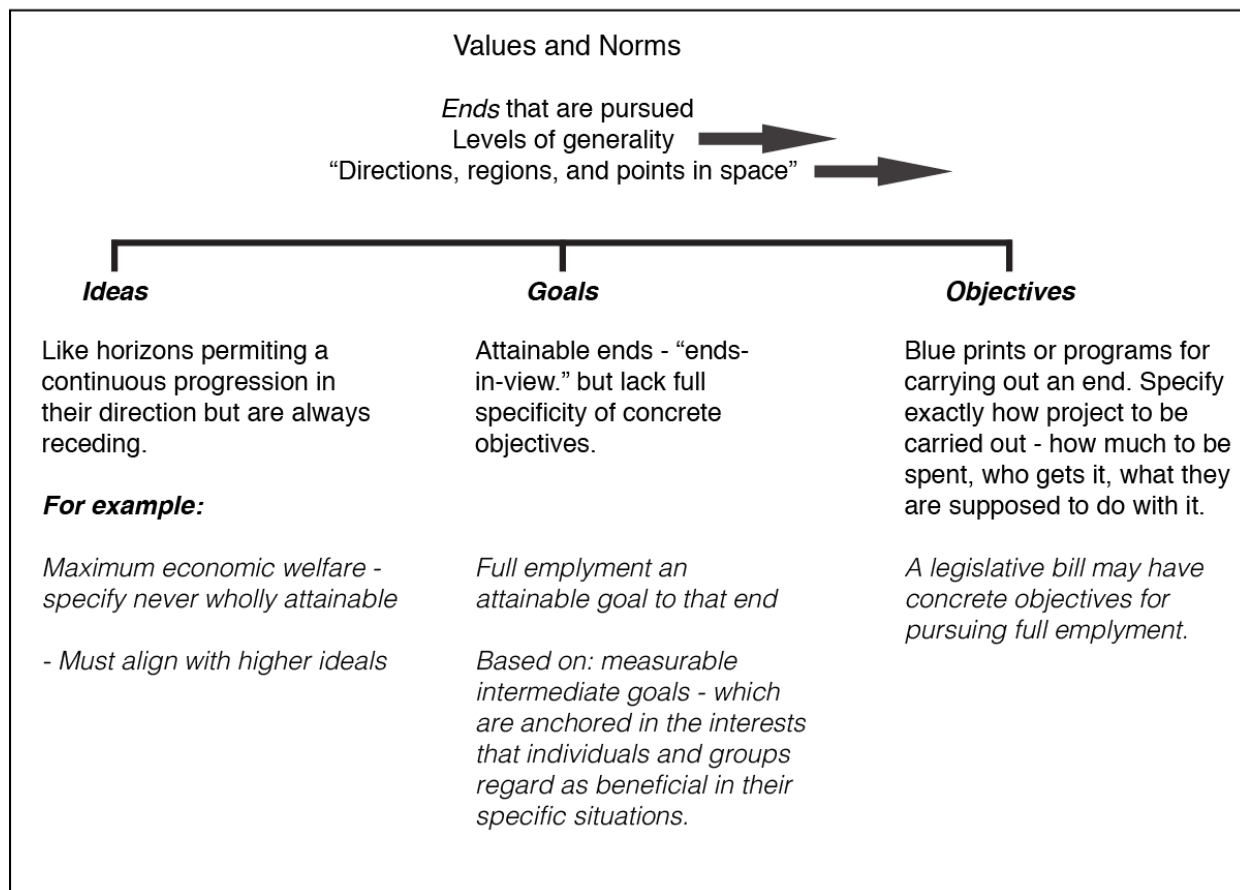 Values and Norms
Ends that are pursued
Levels of generality
“Directions, regions, and points in space”
Ideas
Like horizons permiting a
continuous progression in
their direction but are always
receding.
For example:
Maximum economic welfare -
specify never wholly attainable
- Must align with higher ideals
Goals
Attainable ends - “ends-
in-view.” but lack full
specificity of concrete
objectives.
Full emplyment an
attainable goal to that end
Based on: measurable
intermediate goals - which
are anchored in the interests
that individuals and groups
regard as beneficial in their
specific situations.
Objectives
Blue prints or programs for
carrying out an end. Specify
exactly how project to be
carried out - how much to be
spent, who gets it, what they
are supposed to do with it.
A legislative bill may have
concrete objectives for
pursuing full emplyment.